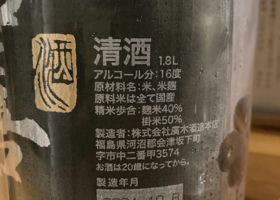 酒
清酒 1.8L
アルコール分:16度
原材料名:米、米麹
原料米は全て国産
精米歩合:麹米40%
掛米50%
製造者:株式会社廣木酒造本店
福島県河沼郡会津坂下町
字市中二番甲3574
お酒は20歳になってから。
製造年月